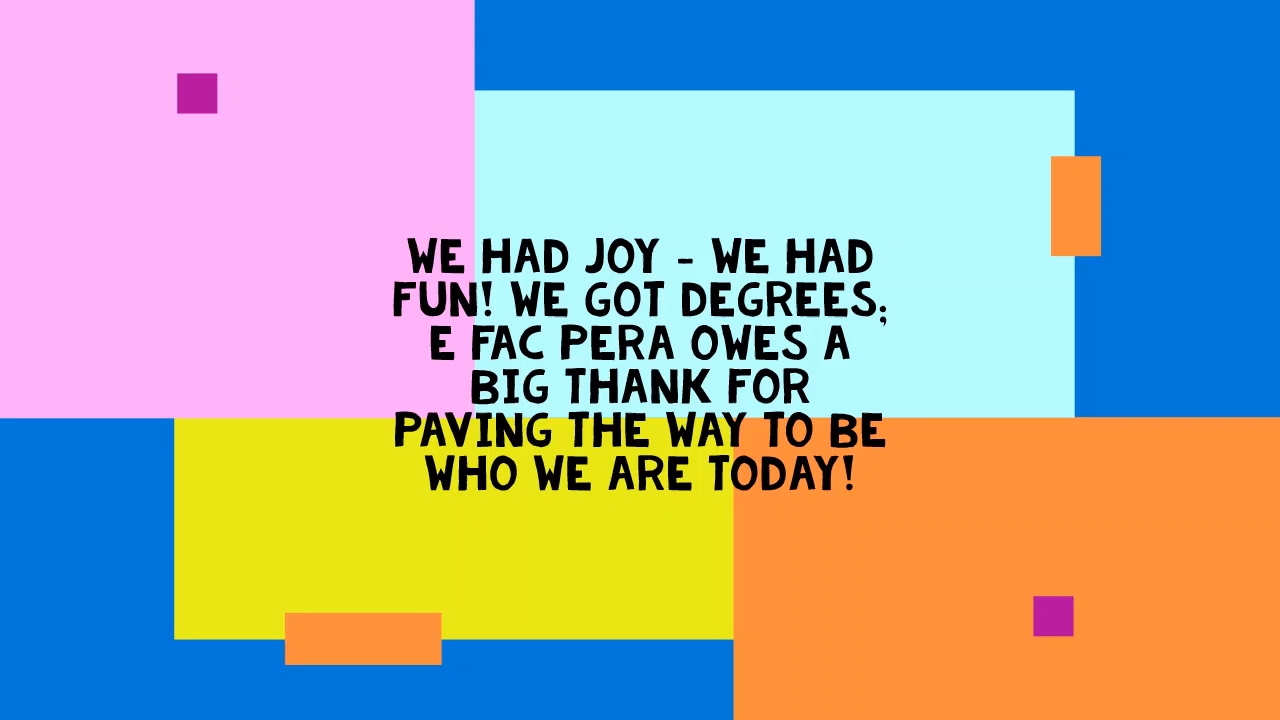 WE HAD JOY - WE HAD
FUN! WE GOT DEGREES;
E FAC PERA OWES A
BIG THANK FOR
PAVING THE WAY TO BE
WHO WE ARE TODAY!